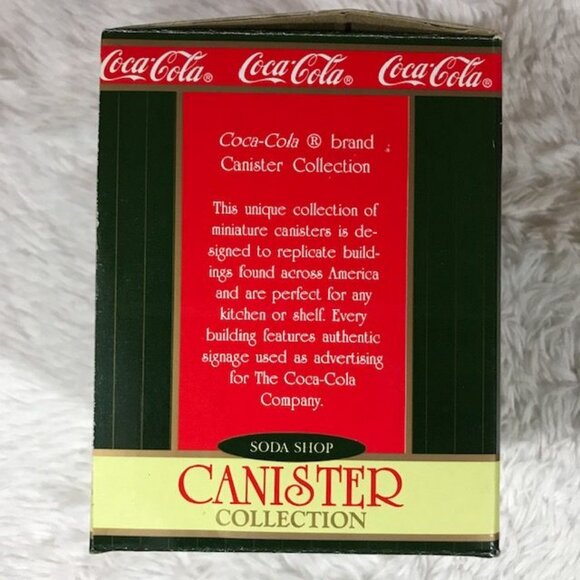 Coca-Cola® Coca-Cola® Coca-Cola®
Coca-Cola ® brand
Canister Collection
This unique collection of
miniature canisters is de-
signed to replicate build-
ings found across America
and are perfect for any
kitchen or shelf. Every
building features authentic
signage used as advertising
for The Coca-Cola
Company.
SODA SHOP
CANISTER
COLLECTION